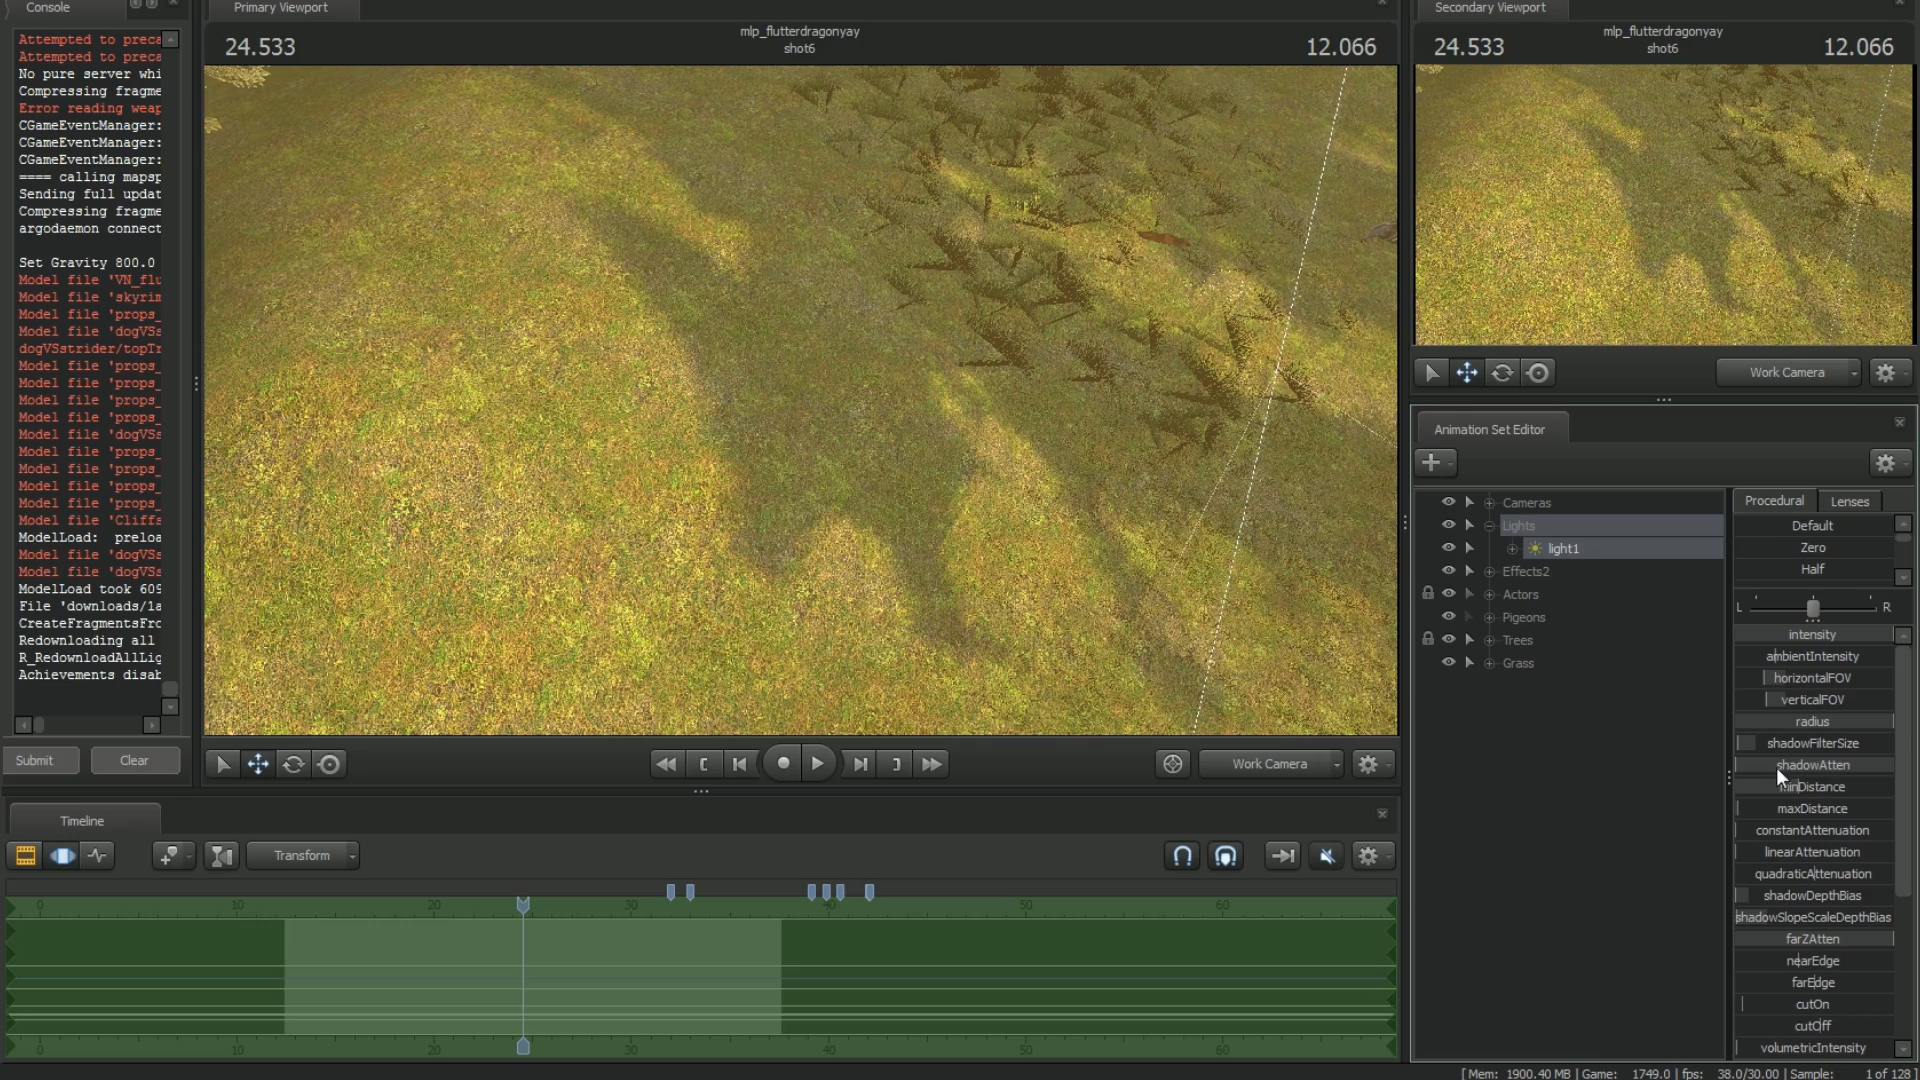 Console
Attempted to preca
Attempted to preca
No pure server whi
Compressing fragme
Error reading weap
CGameEventManager:
CGameEventManager:
CGameEventManager:
==== calling mapsp
Sending full updat
Compressing fragme
argodaemon connect
Set Gravity 800.0
Model file 'VN_flu
Model file 'skyrim
Model file 'props_
Model file 'dogVSs
dogVSstrider/topTr
Model file 'props_
Model file 'props_
Model file 'props_
Model file 'props_
Model file 'dogVSs
Model file 'props_
Model file 'props_
Model file 'props_
Model file 'props_
Model file 'Cliffs
ModelLoad:  preloa
Model file 'dogVSs
Model file 'dogVSs
ModelLoad took 609
File 'downloads/1a
CreateFragmentsFro
Redownloading all
R_RedownloadAllLig
Achievements disab
Submit
Clear
Primary Viewport
24.533
mlp_flutterdragonyay
shot6
12.066
Work Camera
Secondary Viewport
24.533
mlp_flutterdragonyay
shot6
12.066
Work Camera
Animation Set Editor
Cameras
Lights
light1
Effects2
Actors
Pigeons
Trees
Grass
Procedural
Lenses
Default
Zero
Half
L
R
intensity
ambientIntensity
horizontalFOV
verticalFOV
radius
shadowFilterSize
shadowAtten
minDistance
maxDistance
constantAttenuation
linearAttenuation
quadraticAttenuation
shadowDepthBias
shadowSlopeScaleDepthBias
farZAtten
nearEdge
farEdge
cutOn
cutOff
volumetricIntensity
Timeline
Transform
0 10 20 30 40 50 60
0 10 20 30 40 50 60
[ Mem: 1900.40 MB | Game: 1749.0 | fps: 38.0/30.00 | Sample: 1 of 128 ]